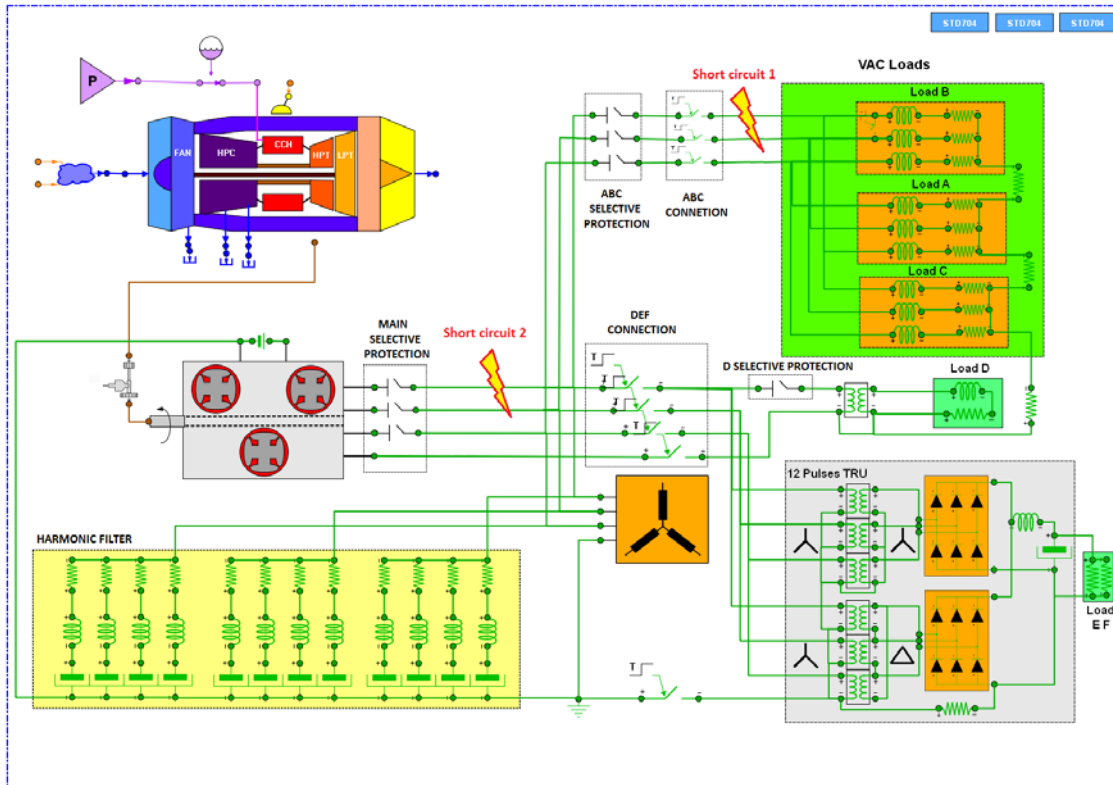 STD704 STD704 STD704
P
Short circuit 1
VAC Loads
Load B
FAN
HPC
CCH
HPT
LPT
ABC
SELECTIVE
PROTECTION
ABC
CONNETION
Load A
Load C
MAIN
SELECTIVE
PROTECTION
Short circuit 2
DEF
CONNECTION
T
D SELECTIVE PROTECTION
Load D
12 Pulses TRU
HARMONIC FILTER
T
Load
E F